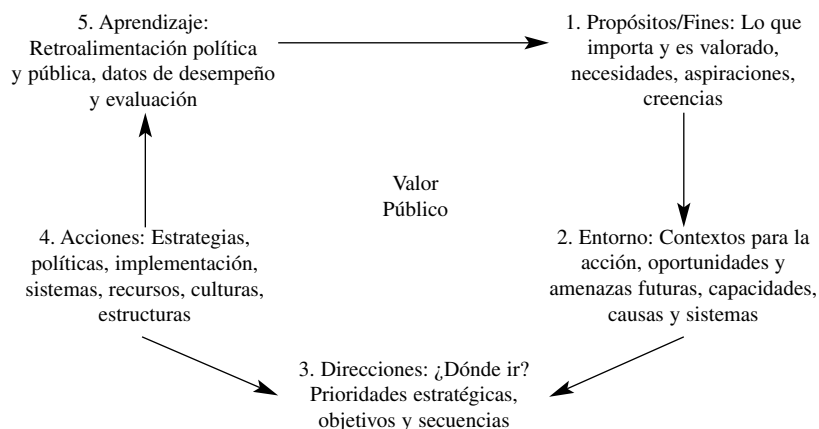 5. Aprendizaje:
Retroalimentación política
y pública, datos de desempeño
y evaluación
1. Propósitos/Fines: Lo que
importa y es valorado,
necesidades, aspiraciones,
creencias
Valor
Público
4. Acciones: Estrategias,
políticas, implementación,
sistemas, recursos, culturas,
estructuras
2. Entorno: Contextos para la
acción, oportunidades y
amenazas futuras, capacidades,
causas y sistemas
3. Direcciones: ¿Dónde ir?
Prioridades estratégicas,
objetivos y secuencias